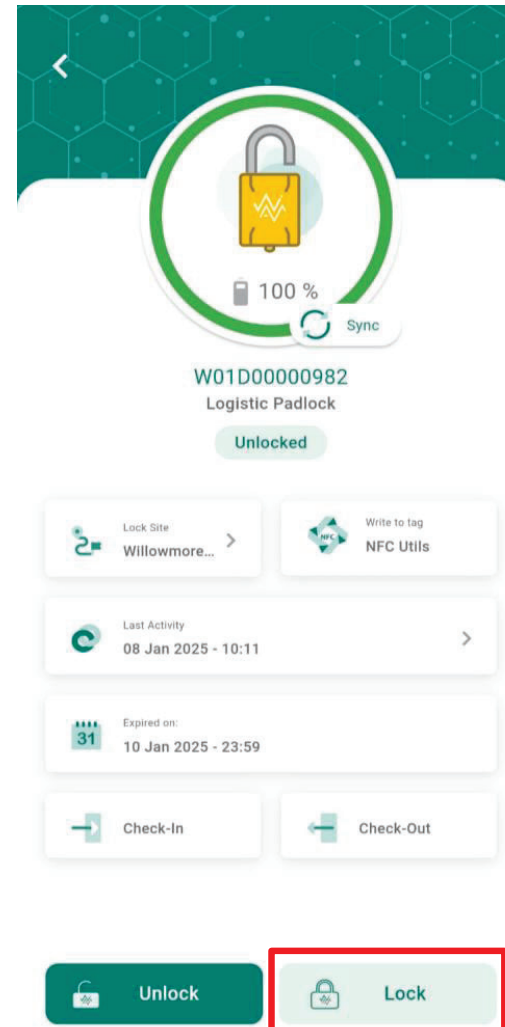 100 %
Sync
W01D00000982
Logistic Padlock
Unlocked
Lock Site
Willowmore...
Write to tag
NFC Utils
NFC
Last Activity
08 Jan 2025 - 10:11
31
Expired on:
10 Jan 2025 - 23:59
Check-In
Check-Out
Unlock
Lock